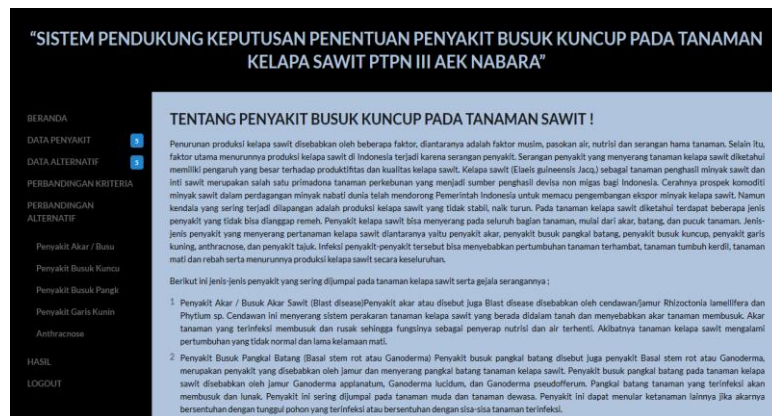 “SISTEM PENDUKUNG KEPUTUSAN PENENTUAN PENYAKIT BUSUK KUNCUP PADA TANAMAN
KELAPA SAWIT PTPN III AEK NABARA”
BERANDA
DATA PENYAKIT 5
DATA ALTERNATIF 5
PERBANDINGAN KRITERIA
PERBANDINGAN
ALTERNATIF
Penyakit Akar / Busu
Penyakit Busuk Kuncu
Penyakit Busuk Pangk
Penyakit Garis Kunin
Anthracnose
HASIL
LOGOUT
TENTANG PENYAKIT BUSUK KUNCUP PADA TANAMAN SAWIT !
Penurunan produksi kelapa sawit disebabkan oleh beberapa faktor, diantaranya adalah faktor musim, pasokan air, nutrisi dan serangan hama tanaman. Selain itu,
faktor utama menurunnya produksi kelapa sawit di Indonesia terjadi karena serangan penyakit. Serangan penyakit yang menyerang tanaman kelapa sawit diketahui
memiliki pengaruh yang besar terhadap produktifitas dan kualitas kelapa sawit. Kelapa sawit (Elaeis guineensis Jacq.) sebagai tanaman penghasil minyak sawit dan
inti sawit merupakan salah satu primadona tanaman perkebunan yang menjadi sumber penghasil devisa non migas bagi Indonesia. Cerahnya prospek komoditi
minyak sawit dalam perdagangan minyak nabati dunia telah mendorong Pemerintah Indonesia untuk memacu pengembangan ekspor minyak kelapa sawit. Namun
kendala yang sering terjadi dilapangan adalah produksi kelapa sawit yang tidak stabil, naik turun. Pada tanaman kelapa sawit diketahui terdapat beberapa jenis
penyakit yang tidak bisa dianggap remeh. Penyakit kelapa sawit bisa menyerang pada seluruh bagian tanaman, mulai dari akar, batang, dan pucuk tanaman. Jenis-
jenis penyakit yang menyerang pertanaman kelapa sawit diantaranya yaitu penyakit akar, penyakit busuk pangkal batang, penyakit busuk kuncup, penyakit garis
kuning, anthracnose, dan penyakit tajuk. Infeksi penyakit-penyakit tersebut bisa menyebabkan pertumbuhan tanaman terhambat, tanaman tumbuh kerdil, tanaman
mati dan rebah serta menurunnya produksi kelapa sawit secara keseluruhan.
Berikut ini jenis-jenis penyakit yang sering dijumpai pada tanaman kelapa sawit serta gejala serangannya ;
1 Penyakit Akar / Busuk Akar Sawit (Blast disease)Penyakit akar atau disebut juga Blast disease disebabkan oleh cendawan/jamur Rhizoctonia lamellifera dan
Phytium sp. Cendawan ini menyerang sistem perakaran tanaman kelapa sawit yang berada didalam tanah dan menyebabkan akar tanaman membusuk. Akar
tanaman yang terinfeksi membusuk dan rusak sehingga fungsinya sebagai penyerap nutrisi dan air terhenti. Akibatnya tanaman kelapa sawit mengalami
pertumbuhan yang tidak normal dan lama kelamaan mati.
2 Penyakit Busuk Pangkal Batang (Basal stem rot atau Ganoderma) Penyakit busuk pangkal batang disebut juga penyakit Basal stem rot atau Ganoderma,
merupakan penyakit yang disebabkan oleh jamur dan menyerang pangkal batang tanaman kelapa sawit. Penyakit busuk pangkal batang pada tanaman kelapa
sawit disebabkan oleh jamur Ganoderma applanatum, Ganoderma lucidum, dan Ganoderma pseudofferum. Pangkal batang tanaman yang terinfeksi akan
membusuk dan lunak. Penyakit ini sering dijumpai pada tanaman muda dan tanaman dewasa. Penyakit ini dapat menular ketanaman lainnya jika akarnya
bersentuhan dengan tunggul pohon yang terinfeksi atau bersentuhan dengan sisa-sisa tanaman terinfeksi.